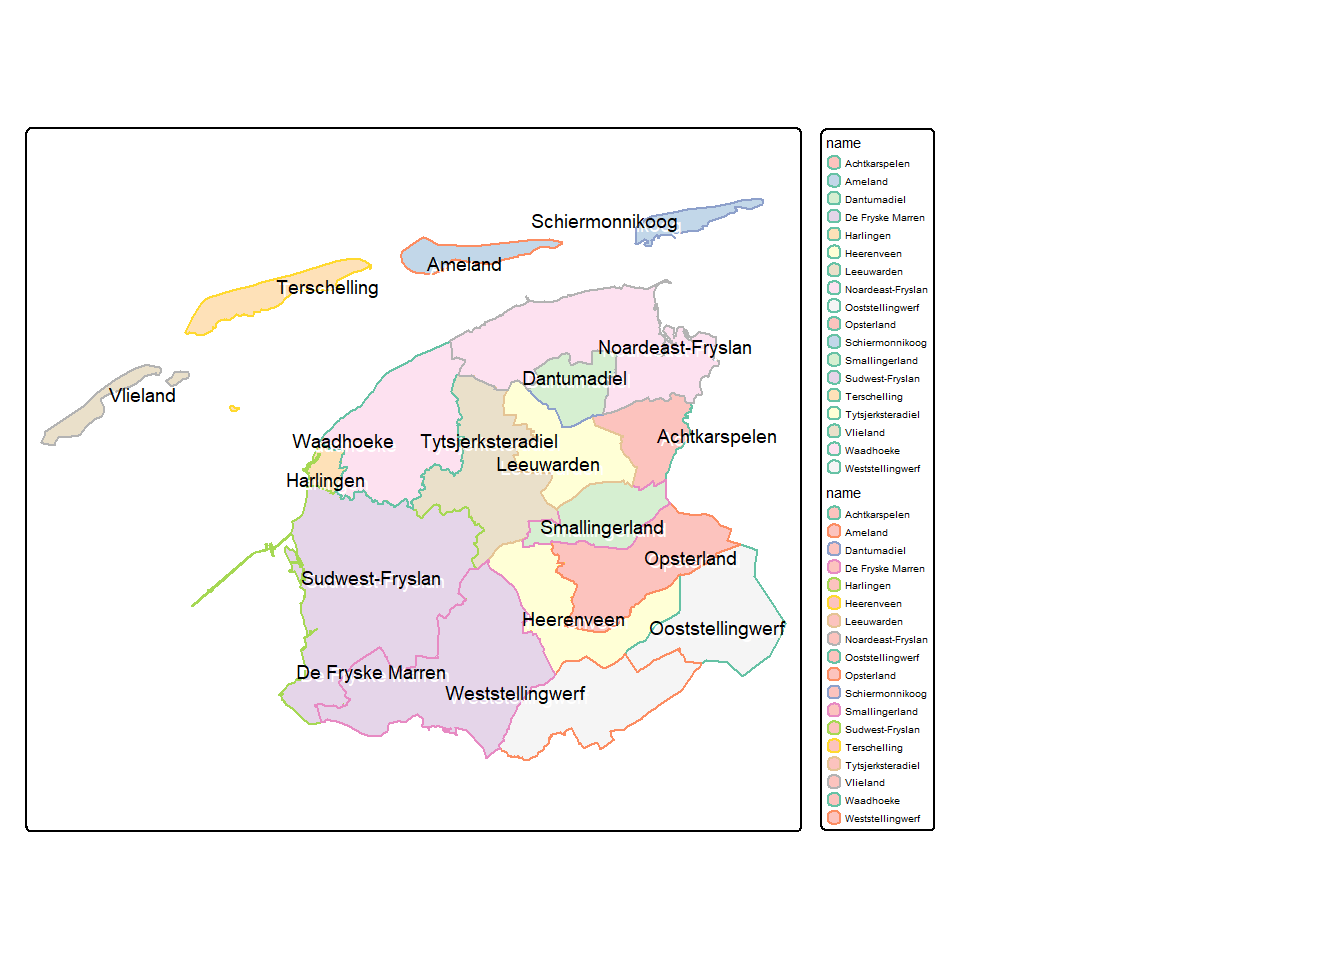 Schiermonnikoog
Ameland
Terschelling
Noardeast-Fryslan
Dantumadiel
Vlieland
Achtkarspelen
Waadhoeke
Tytsjerksteradiel
Leeuwarden
Harlingen
Smallingerland
Opsterland
Sudwest-Fryslan
Heerenveen
Ooststellingwerf
De Fryske Marren
Weststellingwerf
name
Achtkarspelen
Ameland
Dantumadiel
De Fryske Marren
Harlingen
Heerenveen
Leeuwarden
Noardeast-Fryslan
Ooststellingwerf
Opsterland
Schiermonnikoog
Smallingerland
Sudwest-Fryslan
Terschelling
Tytsjerksteradiel
Vlieland
Waadhoeke
Weststellingwerf
name
Achtkarspelen
Ameland
Dantumadiel
De Fryske Marren
Harlingen
Heerenveen
Leeuwarden
Noardeast-Fryslan
Ooststellingwerf
Opsterland
Schiermonnikoog
Smallingerland
Sudwest-Fryslan
Terschelling
Tytsjerksteradiel
Vlieland
Waadhoeke
Weststellingwerf